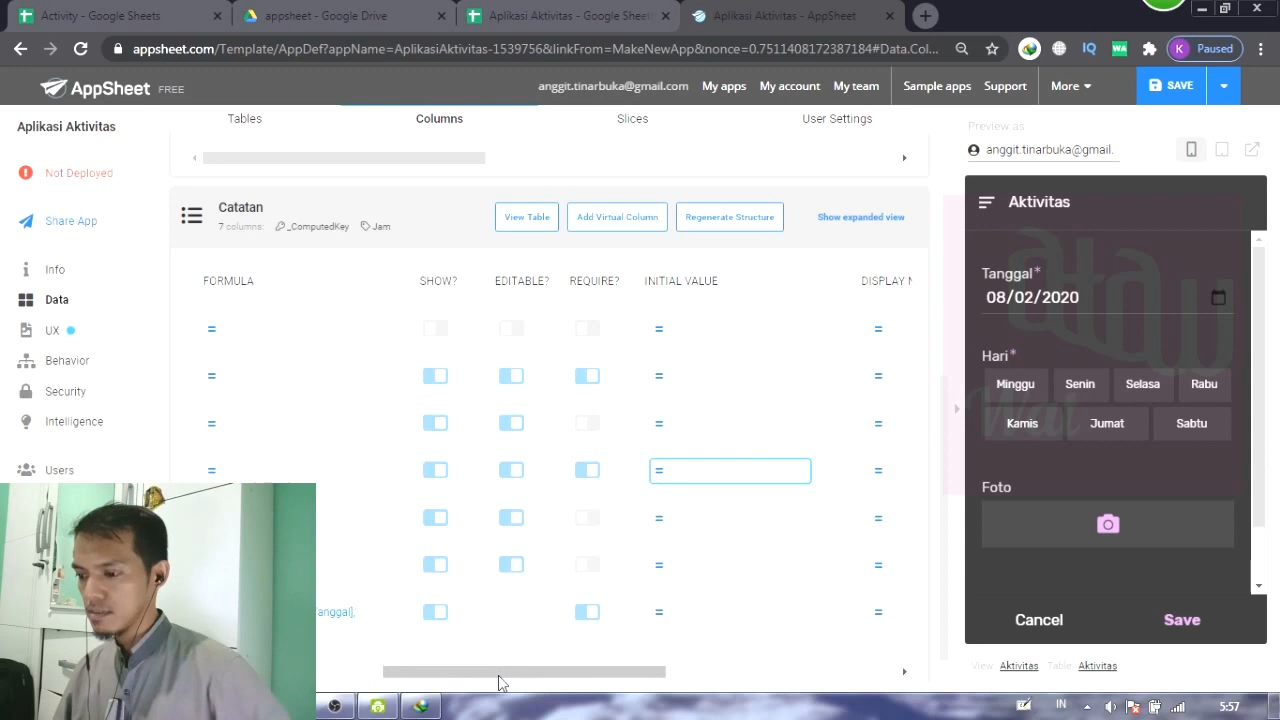 Activity - Google Sheets
appsheet - Google Drive
Aplikasi Aktivitas - Google Sheet
Aplikasi Aktivitas - AppSheet
appsheet.com/Template/AppDef?appName=AplikasiAktivitas-1539756&linkFrom=MakeNewApp&nonce=0.7511408172387184#Data.Col...
IQ
WA
K Paused
AppSheet FREE
anggit.tinarbuka@gmail.com My apps My account My team Sample apps Support More SAVE
Aplikasi Aktivitas
Tables Columns Slices User Settings
Preview as
anggit.tinarbuka@gmail.
Not Deployed
Share App
Info
Data
UX
Behavior
Security
Intelligence
Users
Catatan
7 columns: _ComputedKey Jam
View Table
Add Virtual Column
Regenerate Structure
Show expanded view
FORMULA SHOW? EDITABLE? REQUIRE? INITIAL VALUE DISPLAY N
= = =
= = =
= = =
= = =
= =
= =
anggal], = =
Aktivitas
Tanggal*
08/02/2020
Hari*
Minggu Senin Selasa Rabu
Kamis Jumat Sabtu
Foto
Cancel Save
View: Aktivitas Table: Aktivitas
IN
5:57